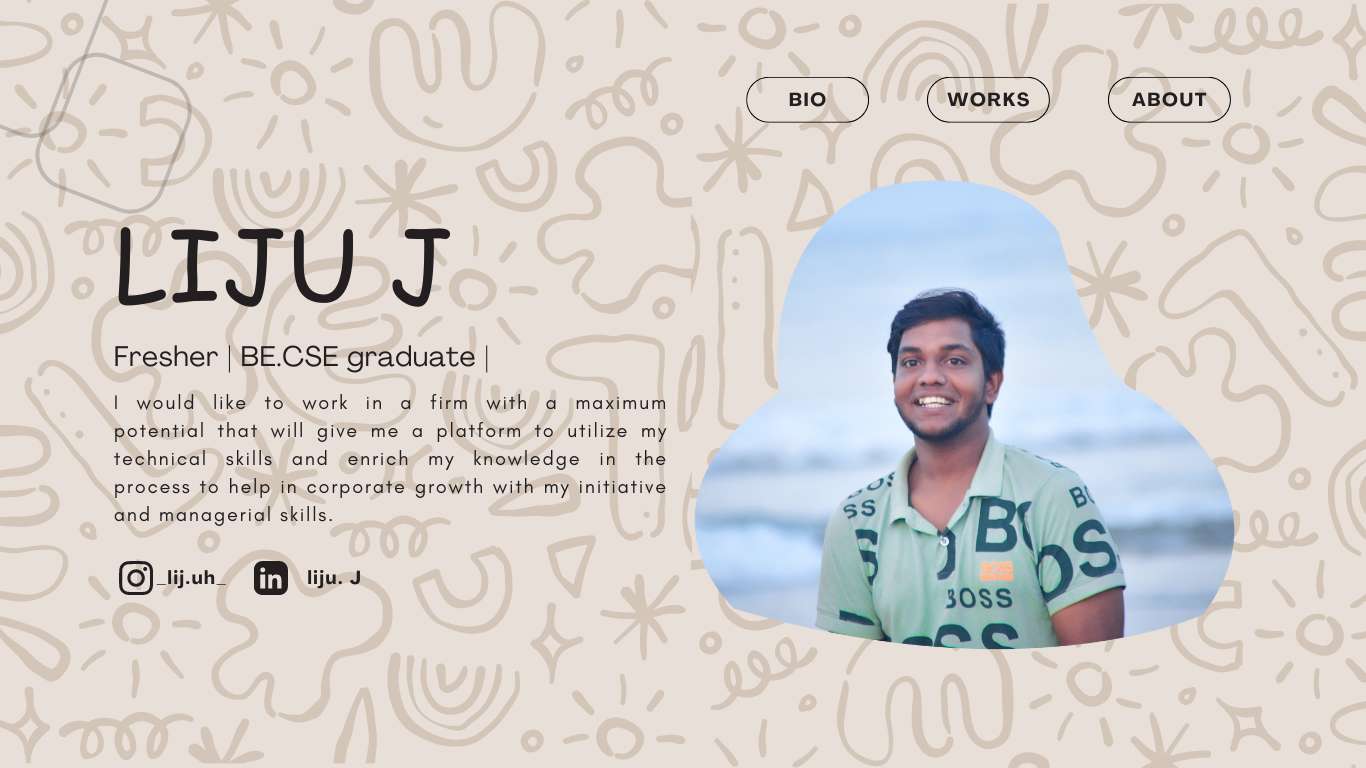 BIO WORKS ABOUT
LIJU J
Fresher | BE.CSE graduate |
I would like to work in a firm with a maximum
potential that will give me a platform to utilize my
technical skills and enrich my knowledge in the
process to help in corporate growth with my initiative
and managerial skills.
_lij.uh_ in liju. J
BOSS
BOSS